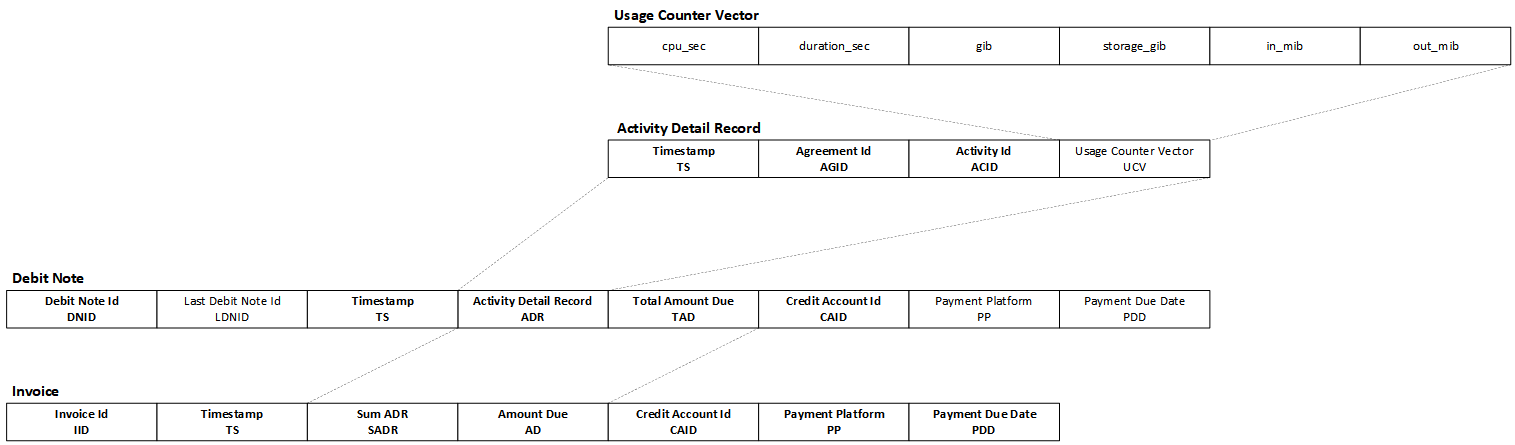 Usage Counter Vector
cpu_sec
duration_sec
gib
storage_gib
in_mib
out_mib
Activity Detail Record
Timestamp
TS
Agreement Id
AGID
Activity Id
ACID
Usage Counter Vector
UCV
Debit Note
Debit Note Id
DNID
Last Debit Note Id
LDNID
Timestamp
TS
Activity Detail Record
ADR
Total Amount Due
TAD
Credit Account Id
CAID
Payment Platform
PP
Payment Due Date
PDD
Invoice
Invoice Id
IID
Timestamp
TS
Sum ADR
SADR
Amount Due
AD
Credit Account Id
CAID
Payment Platform
PP
Payment Due Date
PDD